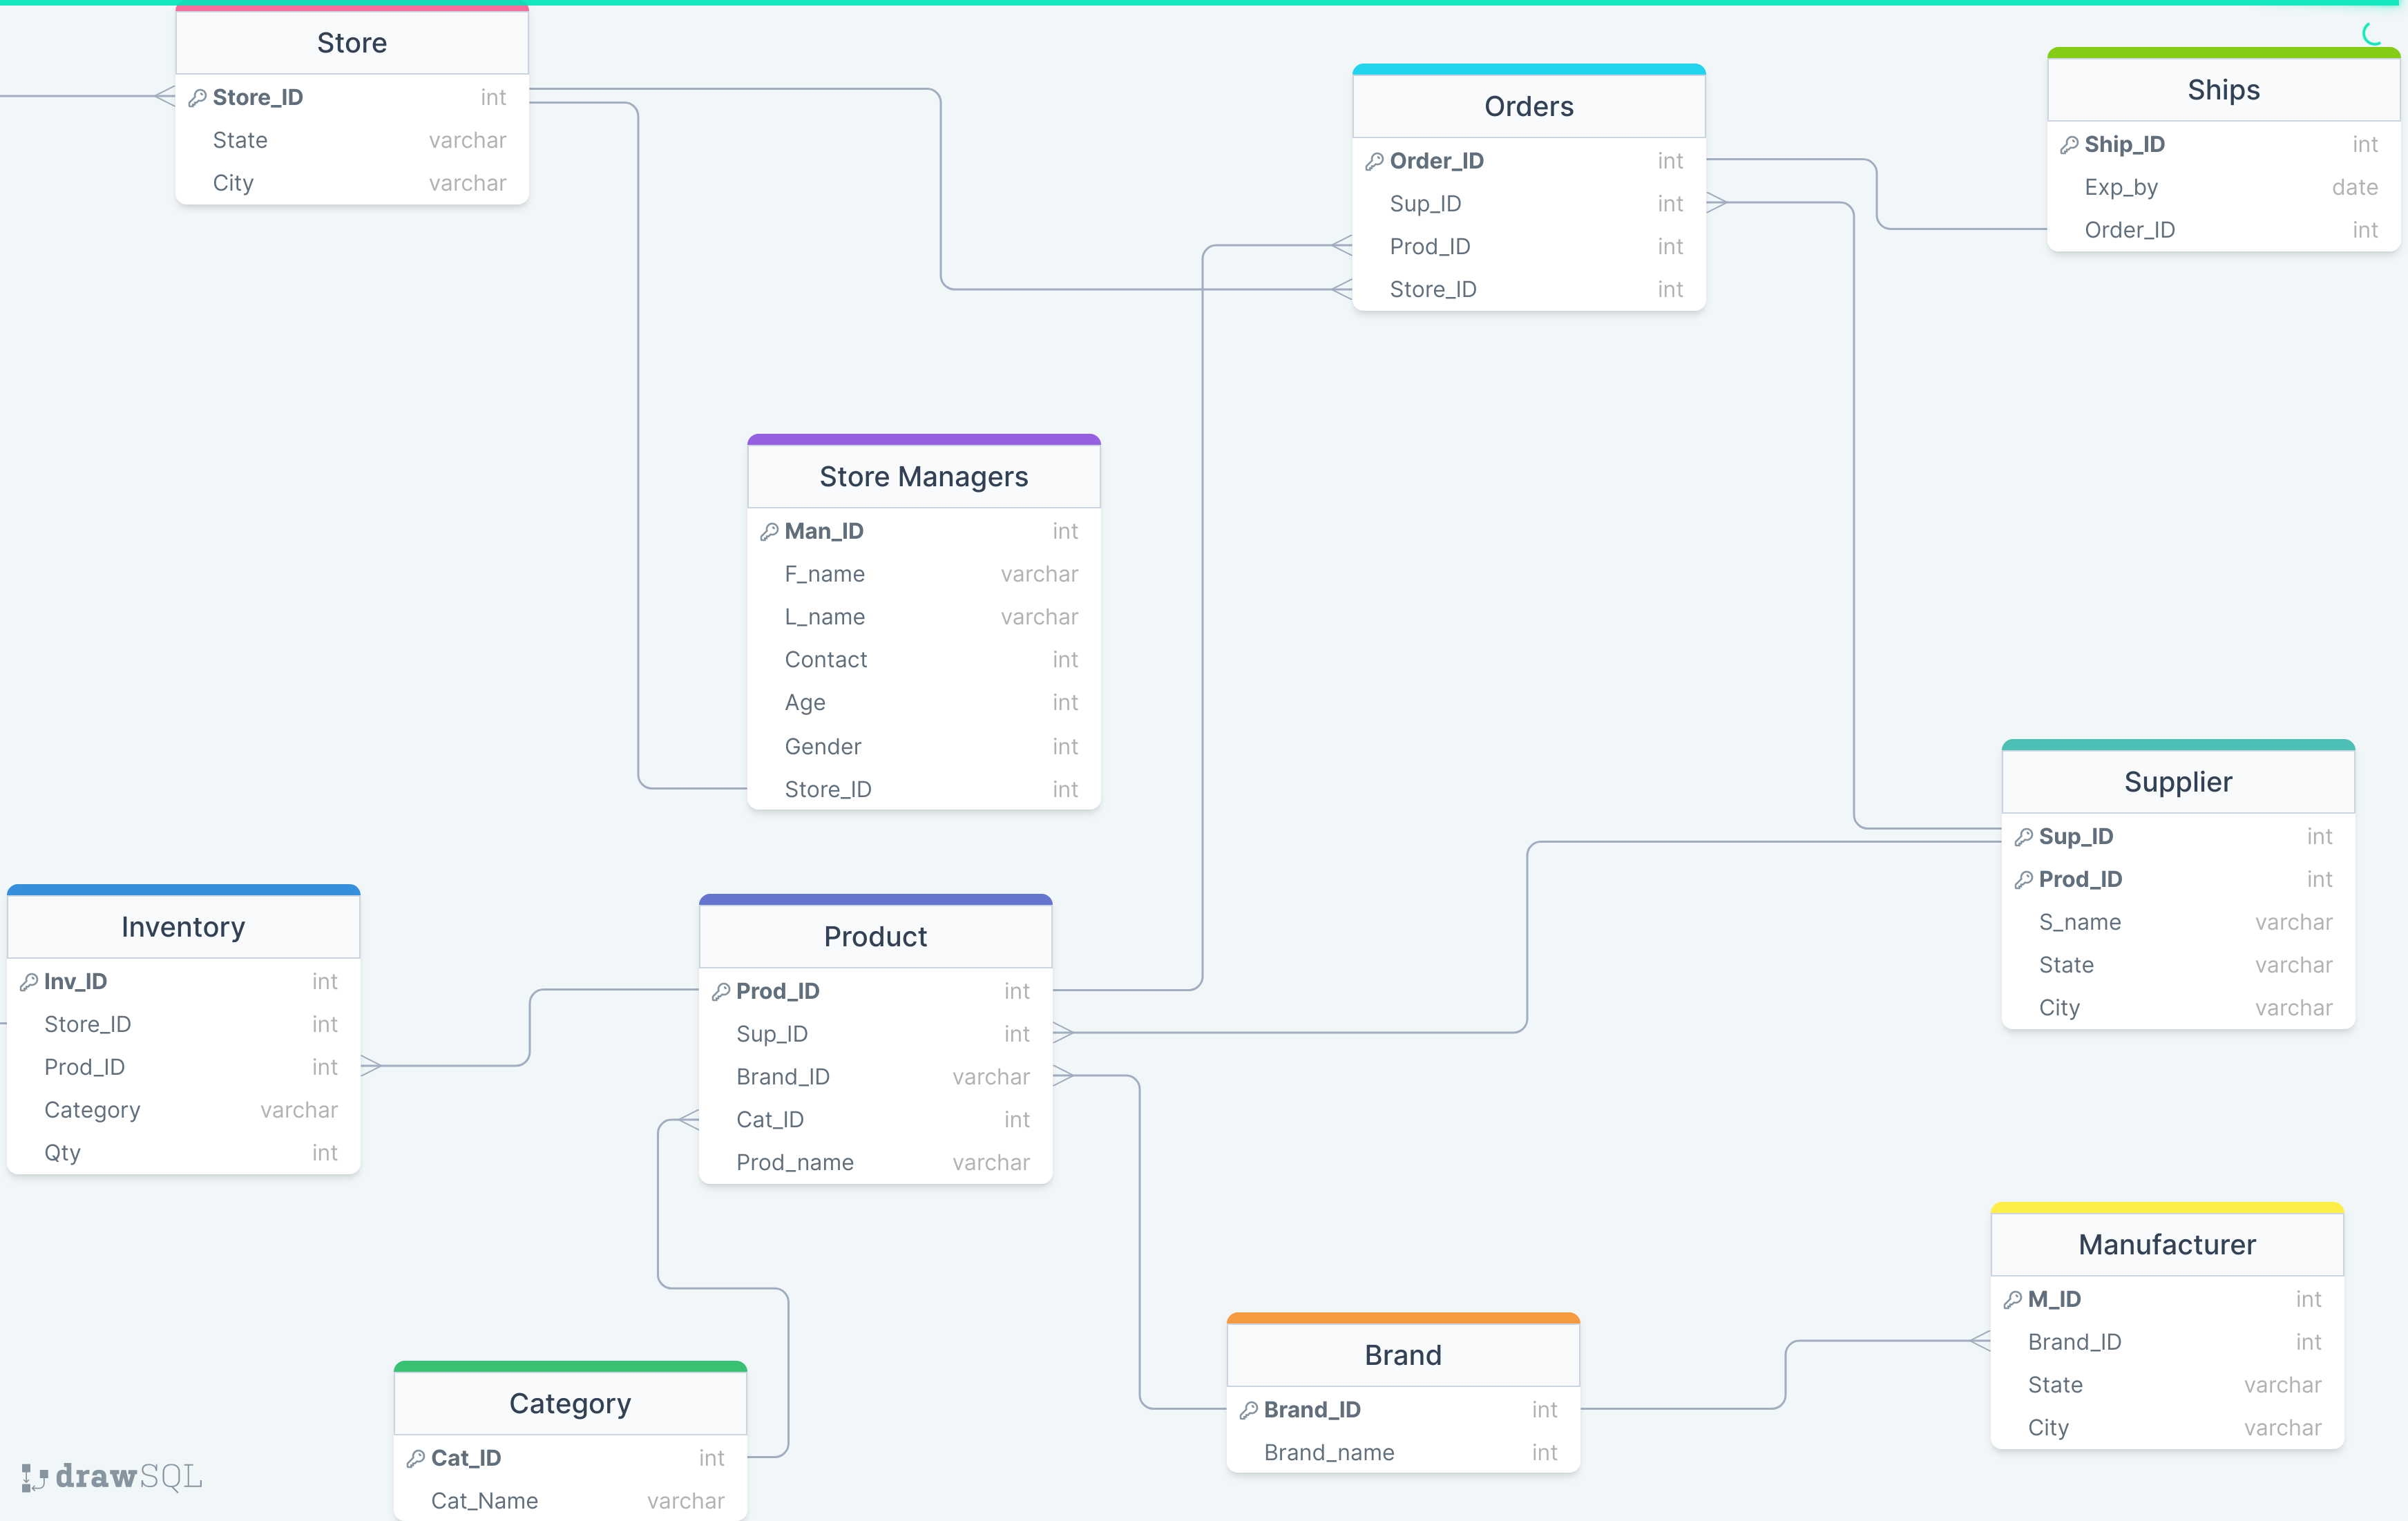 Store
Store_ID int
State varchar
City varchar
Orders
Order_ID int
Sup_ID int
Prod_ID int
Store_ID int
Ships
Ship_ID int
Exp_by date
Order_ID int
Store Managers
Man_ID int
F_name varchar
L_name varchar
Contact int
Age int
Gender int
Store_ID int
Supplier
Sup_ID int
Prod_ID int
S_name varchar
State varchar
City varchar
Inventory
Inv_ID int
Store_ID int
Prod_ID int
Category varchar
Qty int
Product
Prod_ID int
Sup_ID int
Brand_ID varchar
Cat_ID int
Prod_name varchar
Manufacturer
M_ID int
Brand_ID int
State varchar
City varchar
Brand
Brand_ID int
Brand_name int
Category
Cat_ID int
Cat_Name varchar
drawSQL